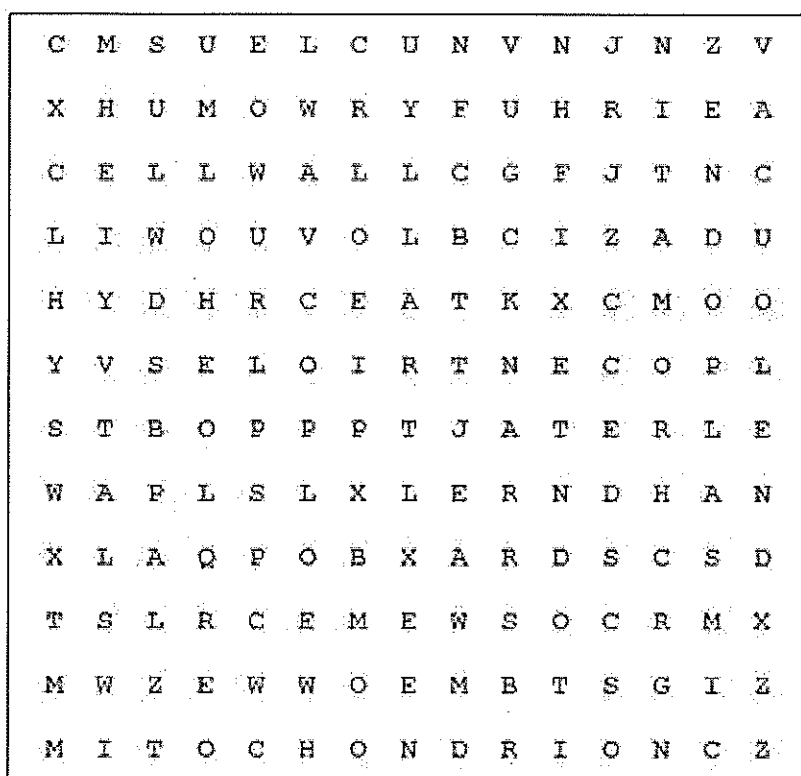 C M S U E L C U N V N J N Z V
X H U M O W R Y F U H R I E A
C E L L W A L L C G F J T N C
L I W O U V O L B C I Z A D U
H Y D H R C E A T K X C M O O
Y V S E L O I R T N E C O P L
S T B O P P P T J A T E R L E
W A F L S L X L E R N D H A N
X L A Q P O B X A R D S C S D
T S L R C E M E W S O C R M X
M W Z E W W O E M B T S G I Z
M I T O C H O N D R I O N C Z